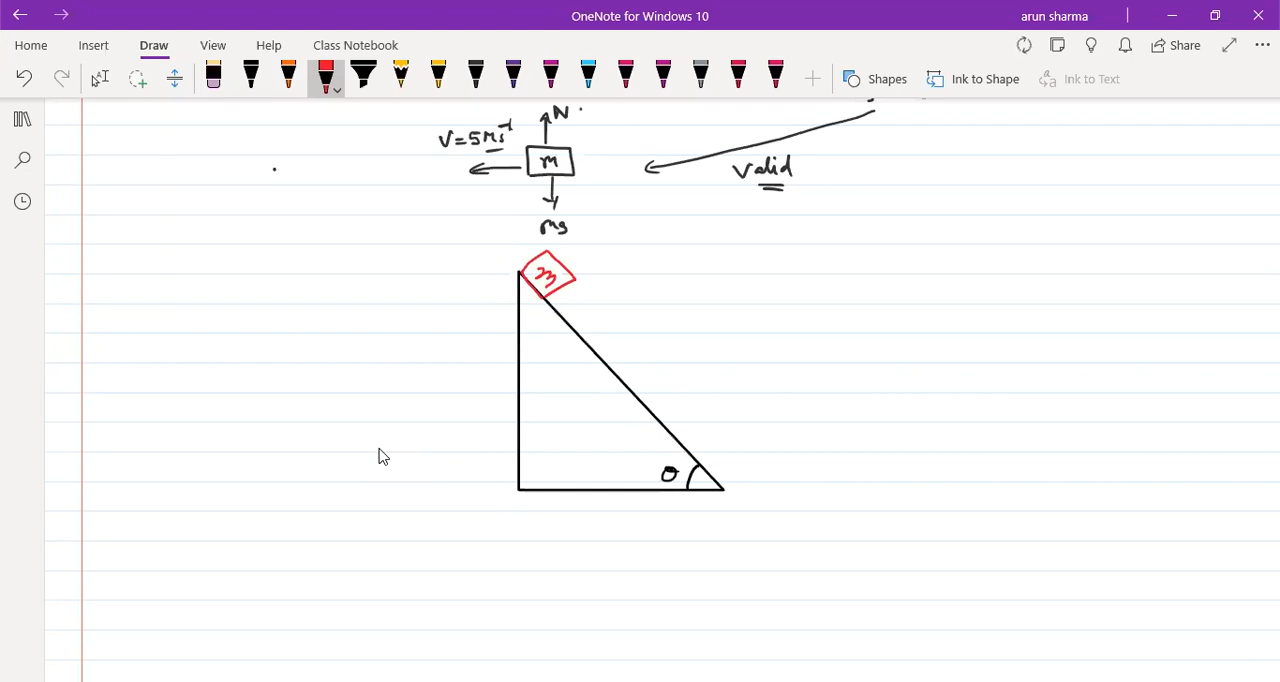 OneNote for Windows 10
arun sharma
Home Insert Draw View Help Class Notebook
Share
Shapes
Ink to Shape
Ink to Text
N
V=5ms⁻¹
m
valid
mg
m
θ